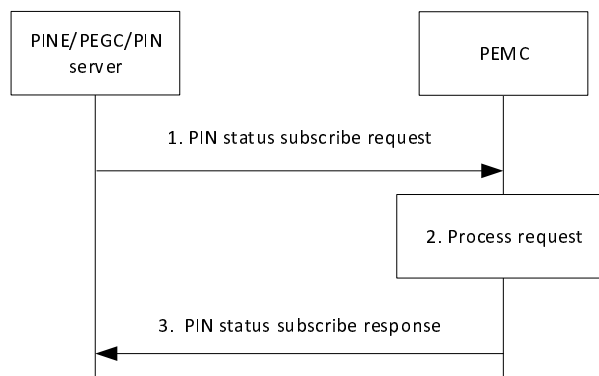 PINE/PEGC/PIN
server
PEMC
1. PIN status subscribe request
2. Process request
3. PIN status subscribe response